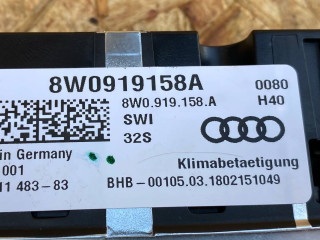 8W0919158A
0080
8W0.919.158.A
H40
SWI
32S
in Germany
Klimabetaetigung
001
11 483-83
BHB-00105.03.1802151049